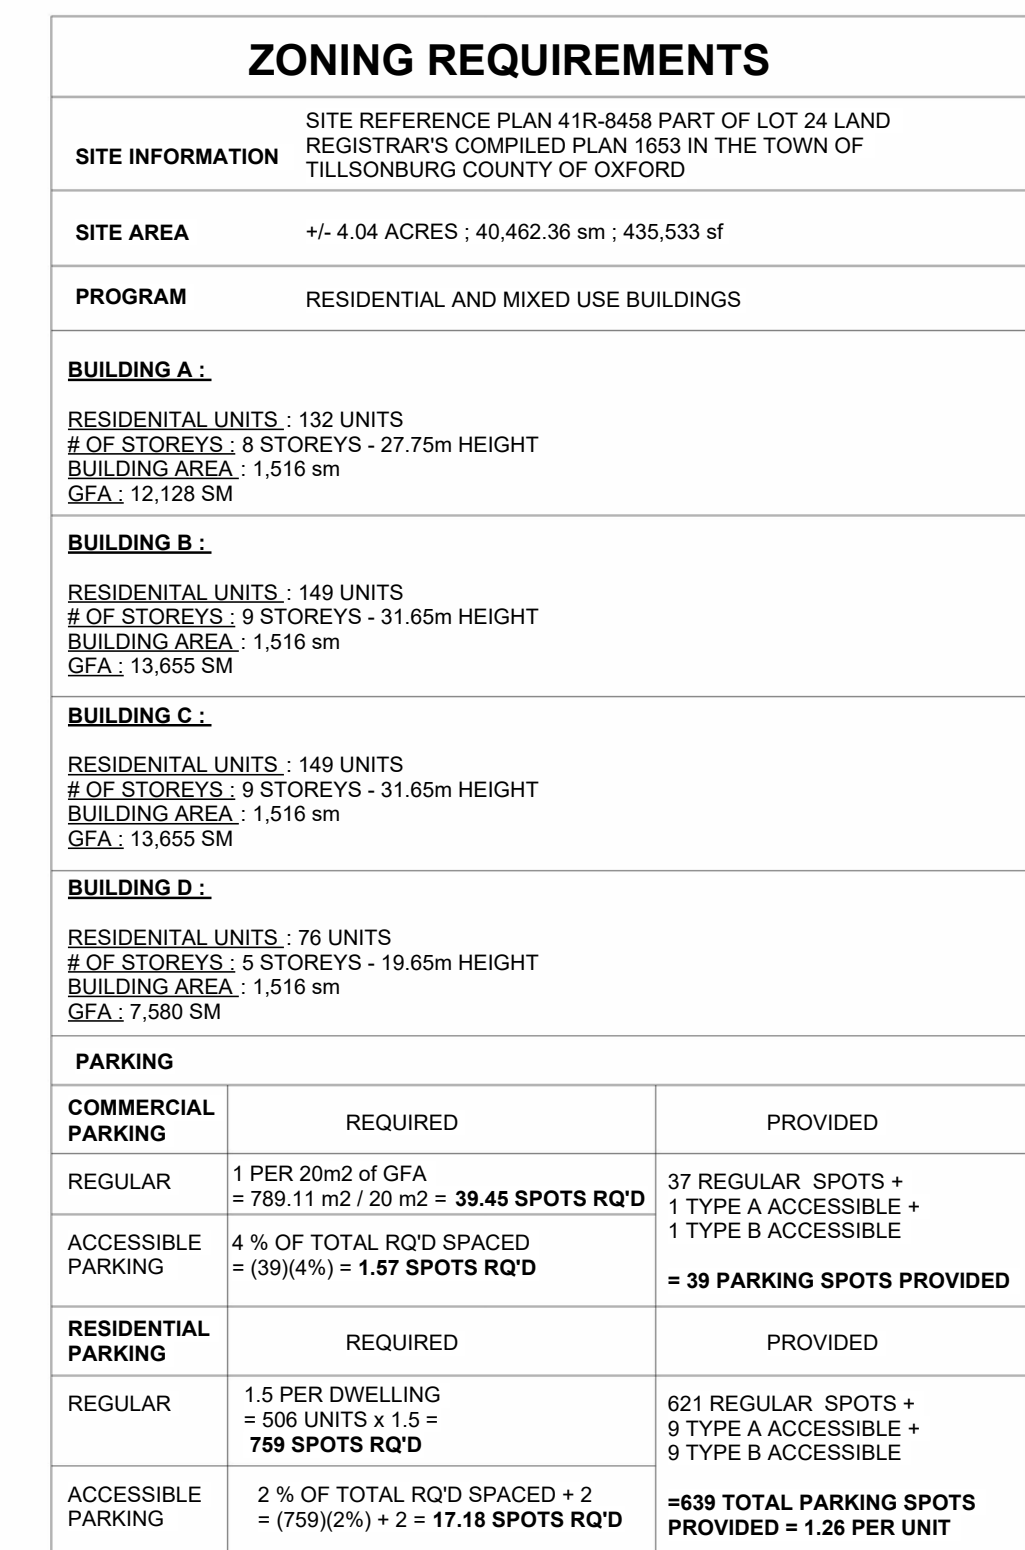 ZONING REQUIREMENTS
SITE INFORMATION
SITE REFERENCE PLAN 41R-8458 PART OF LOT 24 LAND
REGISTRAR'S COMPILED PLAN 1653 IN THE TOWN OF
TILLSONBURG COUNTY OF OXFORD
SITE AREA
+/- 4.04 ACRES ; 40,462.36 sm ; 435,533 sf
PROGRAM
RESIDENTIAL AND MIXED USE BUILDINGS
BUILDING A :
RESIDENITAL UNITS : 132 UNITS
# OF STOREYS : 8 STOREYS - 27.75m HEIGHT
BUILDING AREA : 1,516 sm
GFA : 12,128 SM
BUILDING B :
RESIDENITAL UNITS : 149 UNITS
# OF STOREYS : 9 STOREYS - 31.65m HEIGHT
BUILDING AREA : 1,516 sm
GFA : 13,655 SM
BUILDING C :
RESIDENITAL UNITS : 149 UNITS
# OF STOREYS : 9 STOREYS - 31.65m HEIGHT
BUILDING AREA : 1,516 sm
GFA : 13,655 SM
BUILDING D :
RESIDENITAL UNITS : 76 UNITS
# OF STOREYS : 5 STOREYS - 19.65m HEIGHT
BUILDING AREA : 1,516 sm
GFA : 7,580 SM
PARKING
COMMERCIAL
PARKING
REQUIRED
PROVIDED
REGULAR
1 PER 20m2 of GFA
= 789.11 m2 / 20 m2 = 39.45 SPOTS RQ'D
37 REGULAR SPOTS +
1 TYPE A ACCESSIBLE +
1 TYPE B ACCESSIBLE
= 39 PARKING SPOTS PROVIDED
ACCESSIBLE
PARKING
4 % OF TOTAL RQ'D SPACED
= (39)(4%) = 1.57 SPOTS RQ'D
RESIDENTIAL
PARKING
REQUIRED
PROVIDED
REGULAR
1.5 PER DWELLING
= 506 UNITS x 1.5 =
759 SPOTS RQ'D
621 REGULAR SPOTS +
9 TYPE A ACCESSIBLE +
9 TYPE B ACCESSIBLE
=639 TOTAL PARKING SPOTS
PROVIDED = 1.26 PER UNIT
ACCESSIBLE
PARKING
2 % OF TOTAL RQ'D SPACED + 2
= (759)(2%) + 2 = 17.18 SPOTS RQ'D